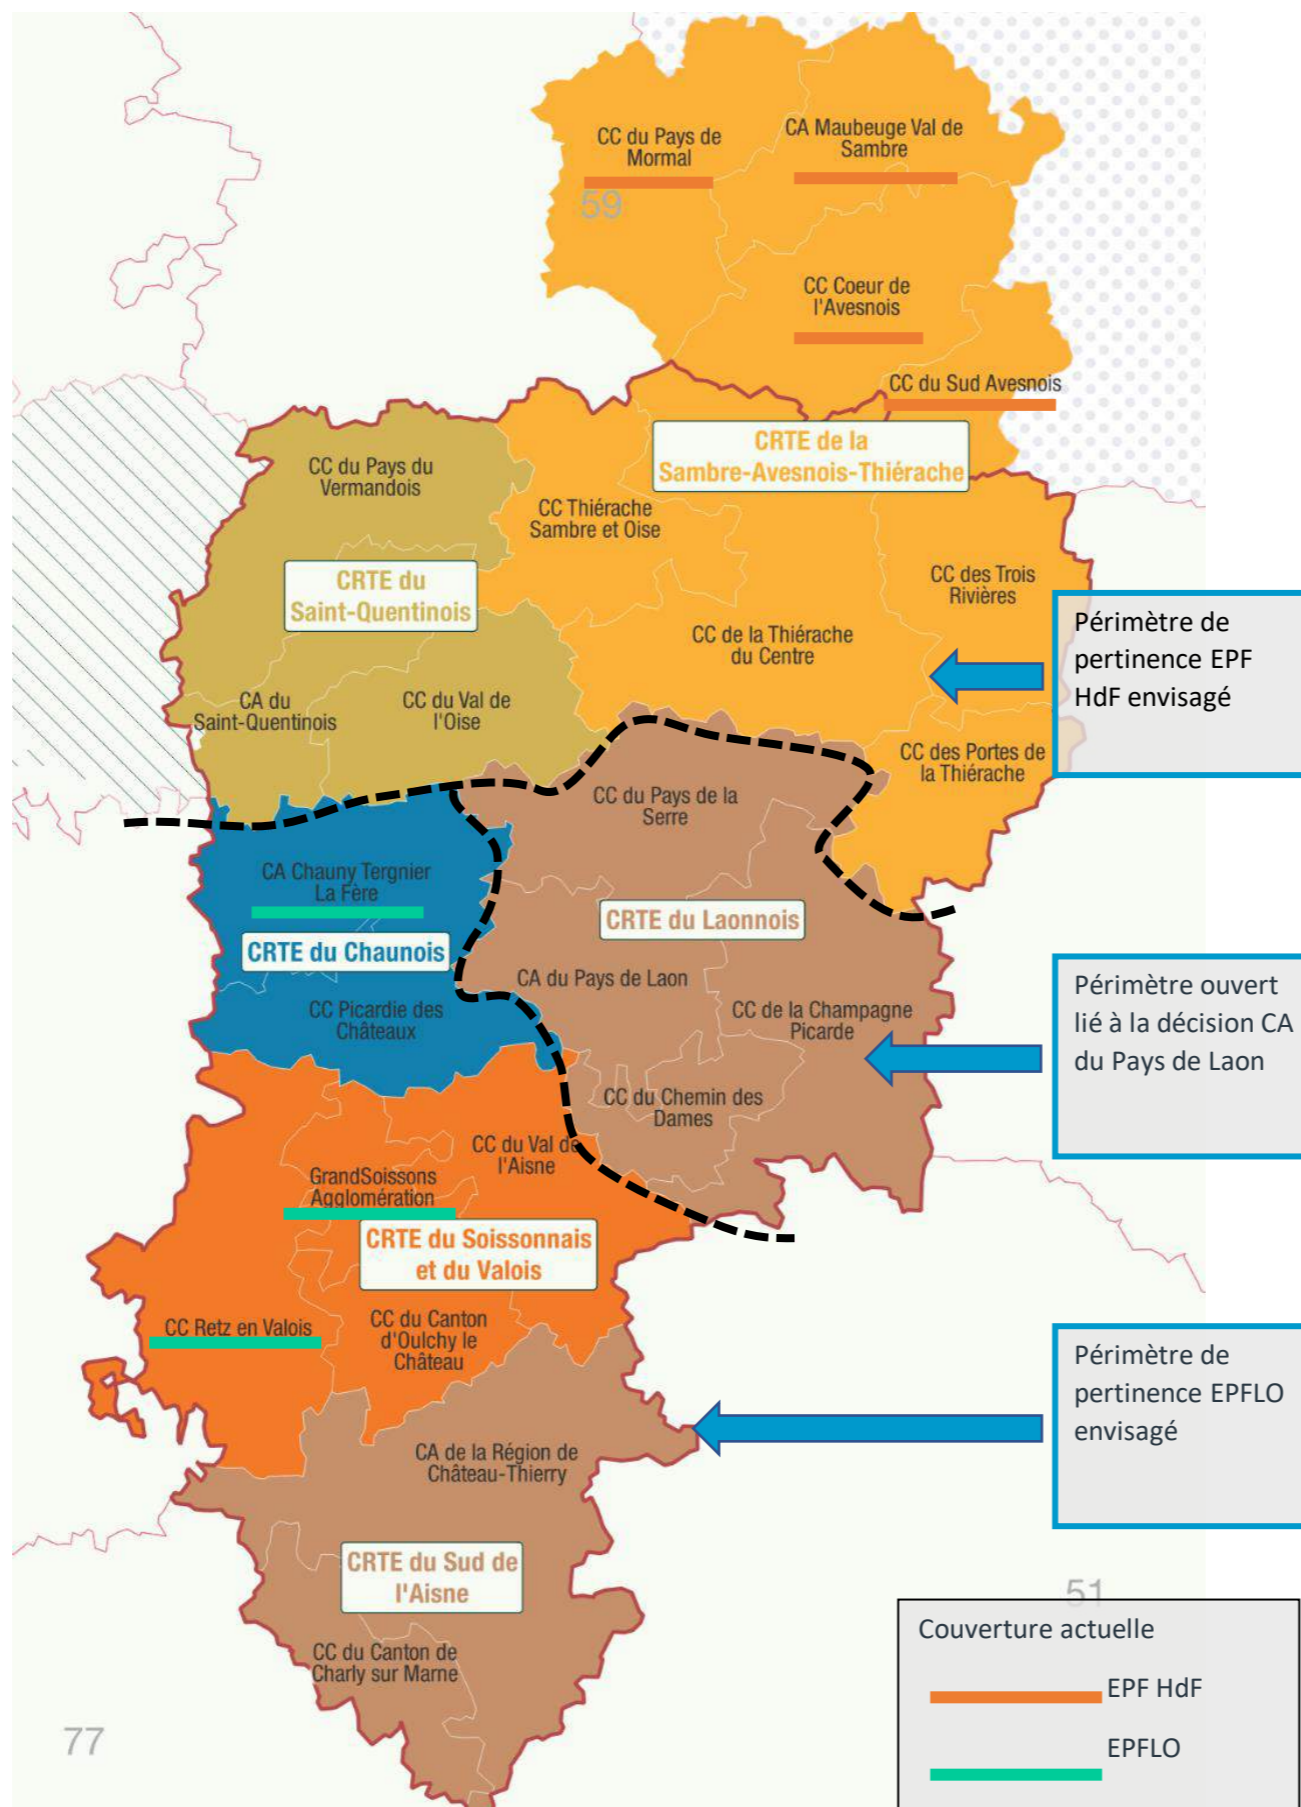 CC du Pays de
Mormal
CA Maubeuge Val de
Sambre
59
CC Coeur de
l'Avesnois
CC du Sud Avesnois
CRTE de la
Sambre-Avesnois-Thiérache
CC du Pays du
Vermandois
CC Thiérache
Sambre et Oise
CRTE du
Saint-Quentinois
CC des Trois
Rivières
CC de la Thiérache
du Centre
Périmètre de
pertinence EPF
HdF envisagé
CA du
Saint-Quentinois
CC du Val de
l'Oise
CC des Portes de
la Thiérache
CC du Pays de la
Serre
CA Chauny Tergnier
La Fère
CRTE du Laonnois
CRTE du Chaunois
CA du Pays de Laon
CC Picardie des
Châteaux
CC de la Champagne
Picarde
Périmètre ouvert
lié à la décision CA
du Pays de Laon
CC du Chemin des
Dames
CC du Val de
l'Aisne
GrandSoissons
Agglomération
CRTE du Soissonnais
et du Valois
CC Retz en Valois
CC du Canton
d'Oulchy le
Château
Périmètre de
pertinence EPFLO
envisagé
CA de la Région de
Château-Thierry
CRTE du Sud de
l'Aisne
51
CC du Canton de
Charly sur Marne
77
Couverture actuelle
EPF HdF
EPFLO